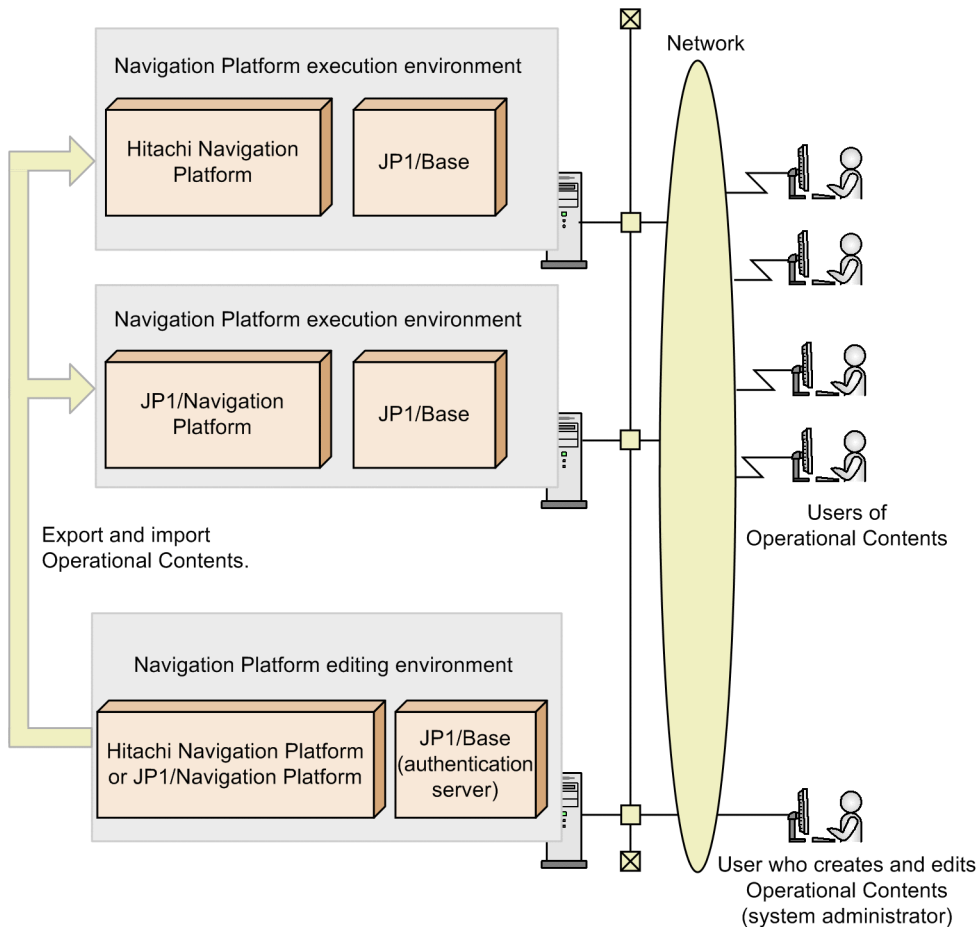 Network
Navigation Platform execution environment
Hitachi Navigation
Platform
JP1/Base
Navigation Platform execution environment
JP1/Navigation
Platform
JP1/Base
Users of
Operational Contents
Export and import
Operational Contents.
Navigation Platform editing environment
Hitachi Navigation Platform
or JP1/Navigation Platform
JP1/Base
(authentication
server)
User who creates and edits
Operational Contents
(system administrator)